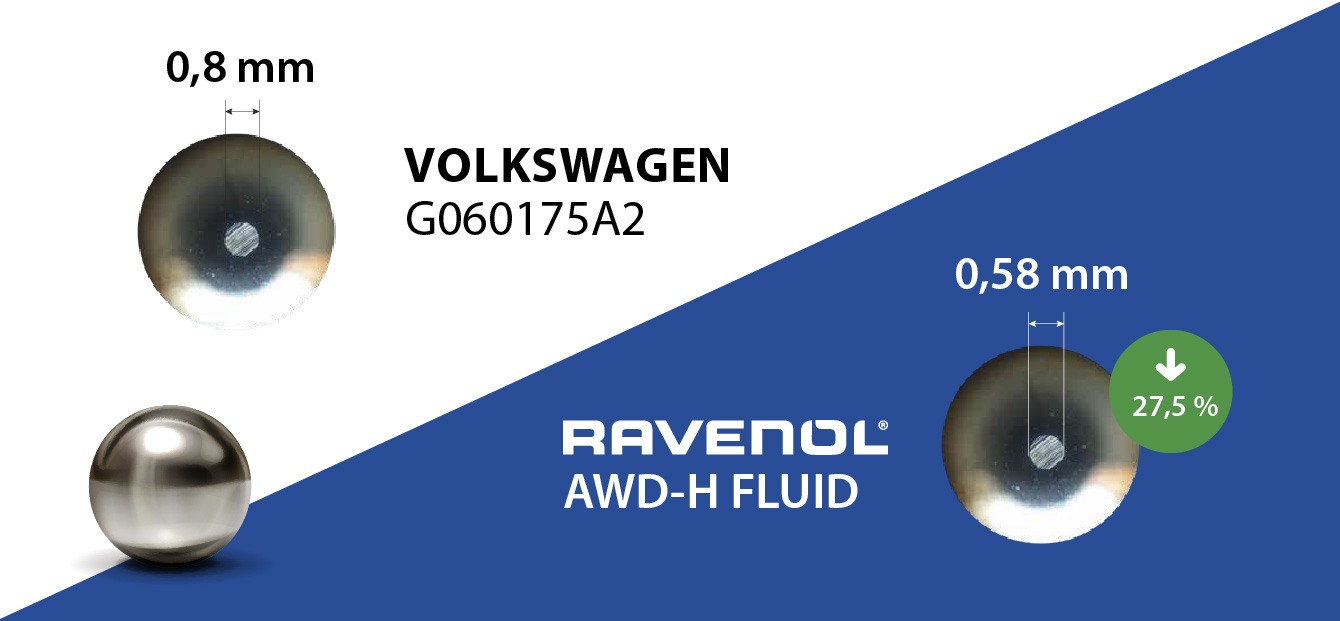 0,8 mm
VOLKSWAGEN
G060175A2
0,58 mm
27,5 %
RAVENOL®
AWD-H FLUID